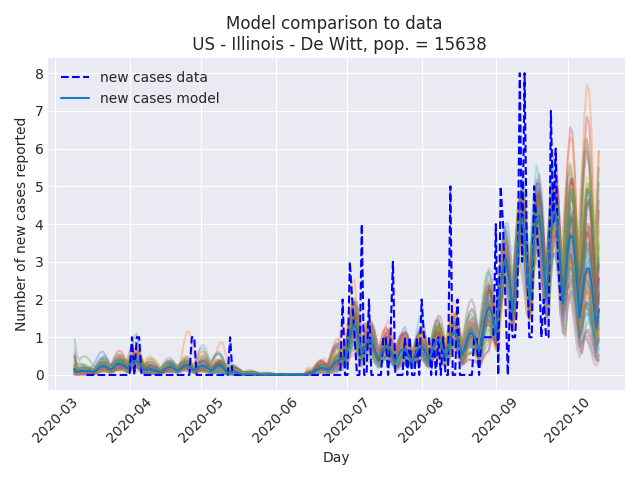 Model comparison to data
US - Illinois - De Witt, pop. = 15638
new cases data
new cases model
Number of new cases reported
8
7
6
5
4
3
2
1
0
2020-03
2020-04
2020-05
2020-06
2020-07
2020-08
2020-09
2020-10
Day